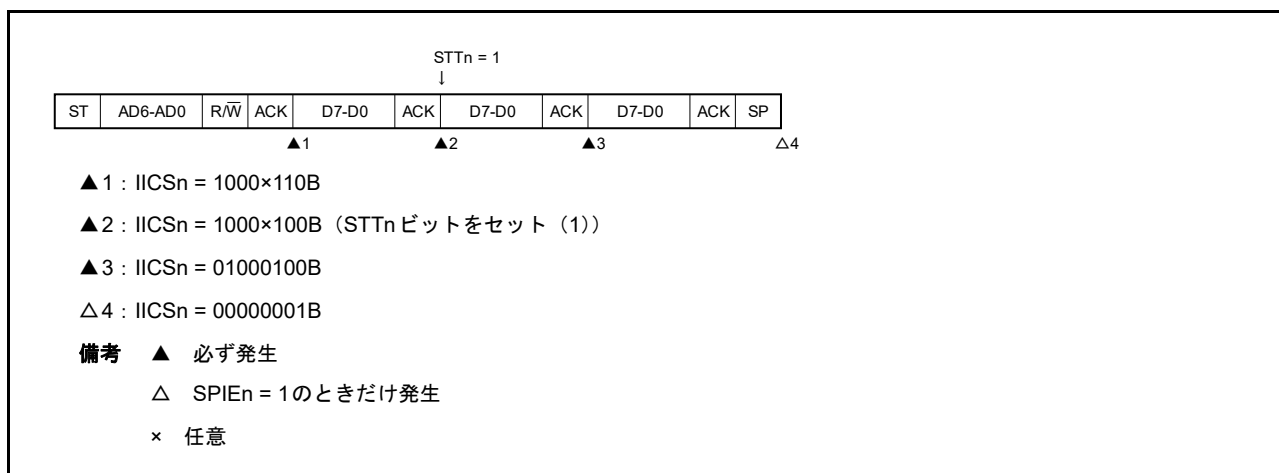 STTn = 1
↓
ST AD6-AD0 R/W̅ ACK D7-D0 ACK D7-D0 ACK D7-D0 ACK SP
▲1 ▲2 ▲3 △4
▲1：IICSn = 1000×110B
▲2：IICSn = 1000×100B（STTnビットをセット（1））
▲3：IICSn = 01000100B
△4：IICSn = 00000001B
備考 ▲ 必ず発生
△ SPIEn = 1のときだけ発生
× 任意